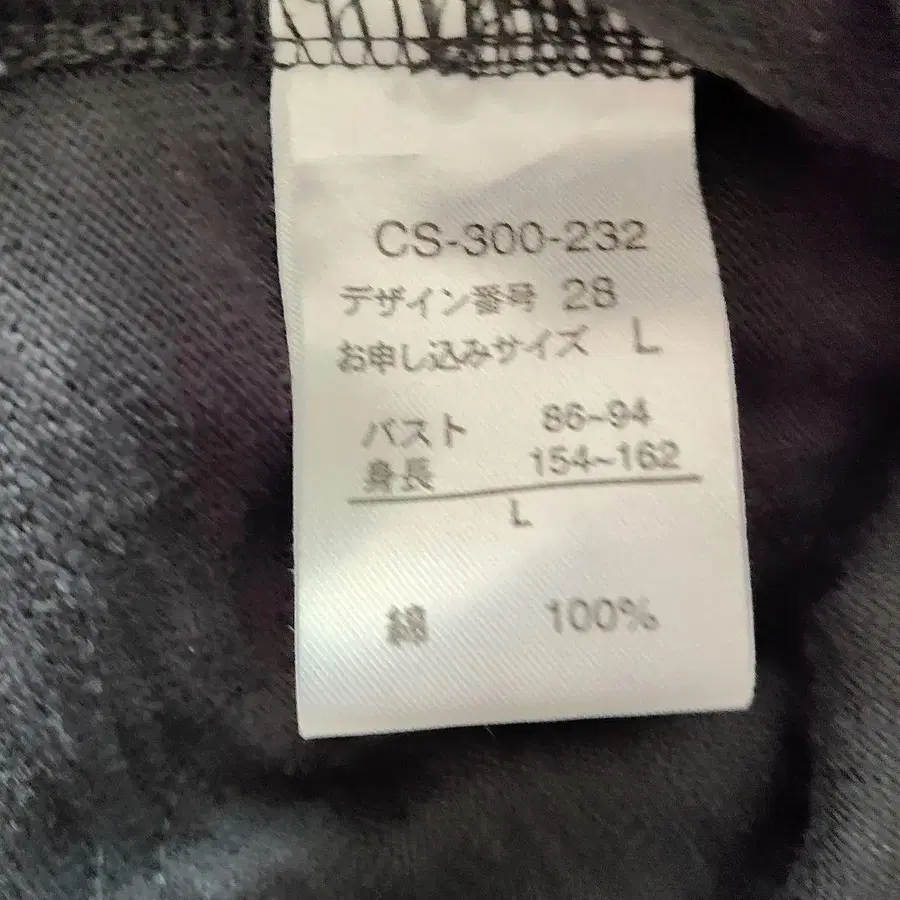 CS-300-232
デザイン番号 28
お申し込みサイズ L
バスト 86~94
身長 154~162
L
綿 100%